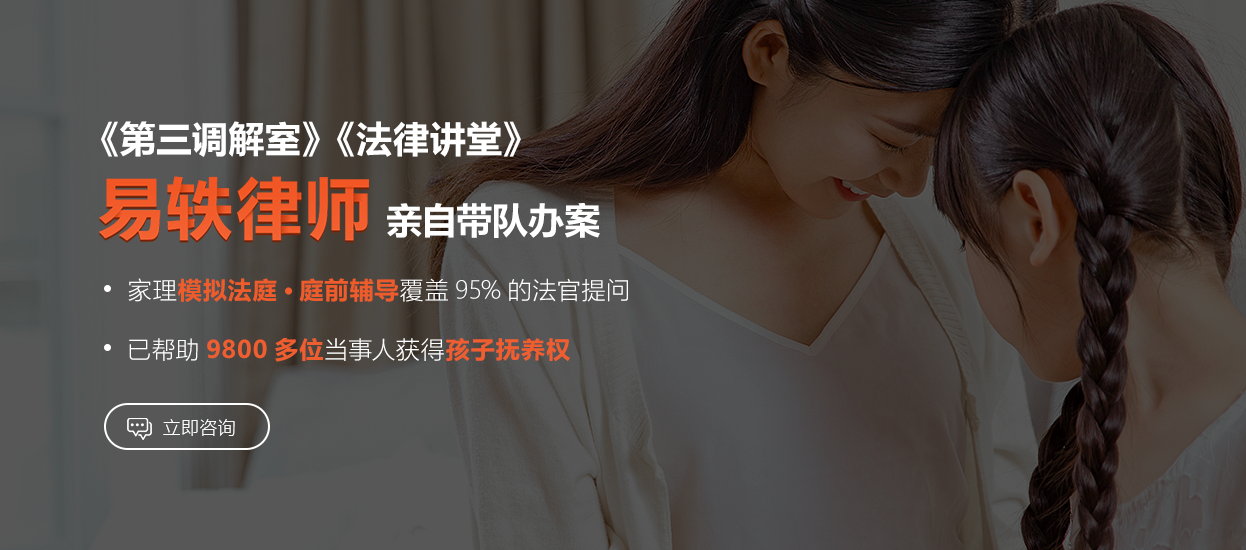 《第三调解室》《法律讲堂》
易轶律师 亲自带队办案
• 家理模拟法庭 • 庭前辅导覆盖 95% 的法官提问
• 已帮助 9800 多位当事人获得孩子抚养权
立即咨询